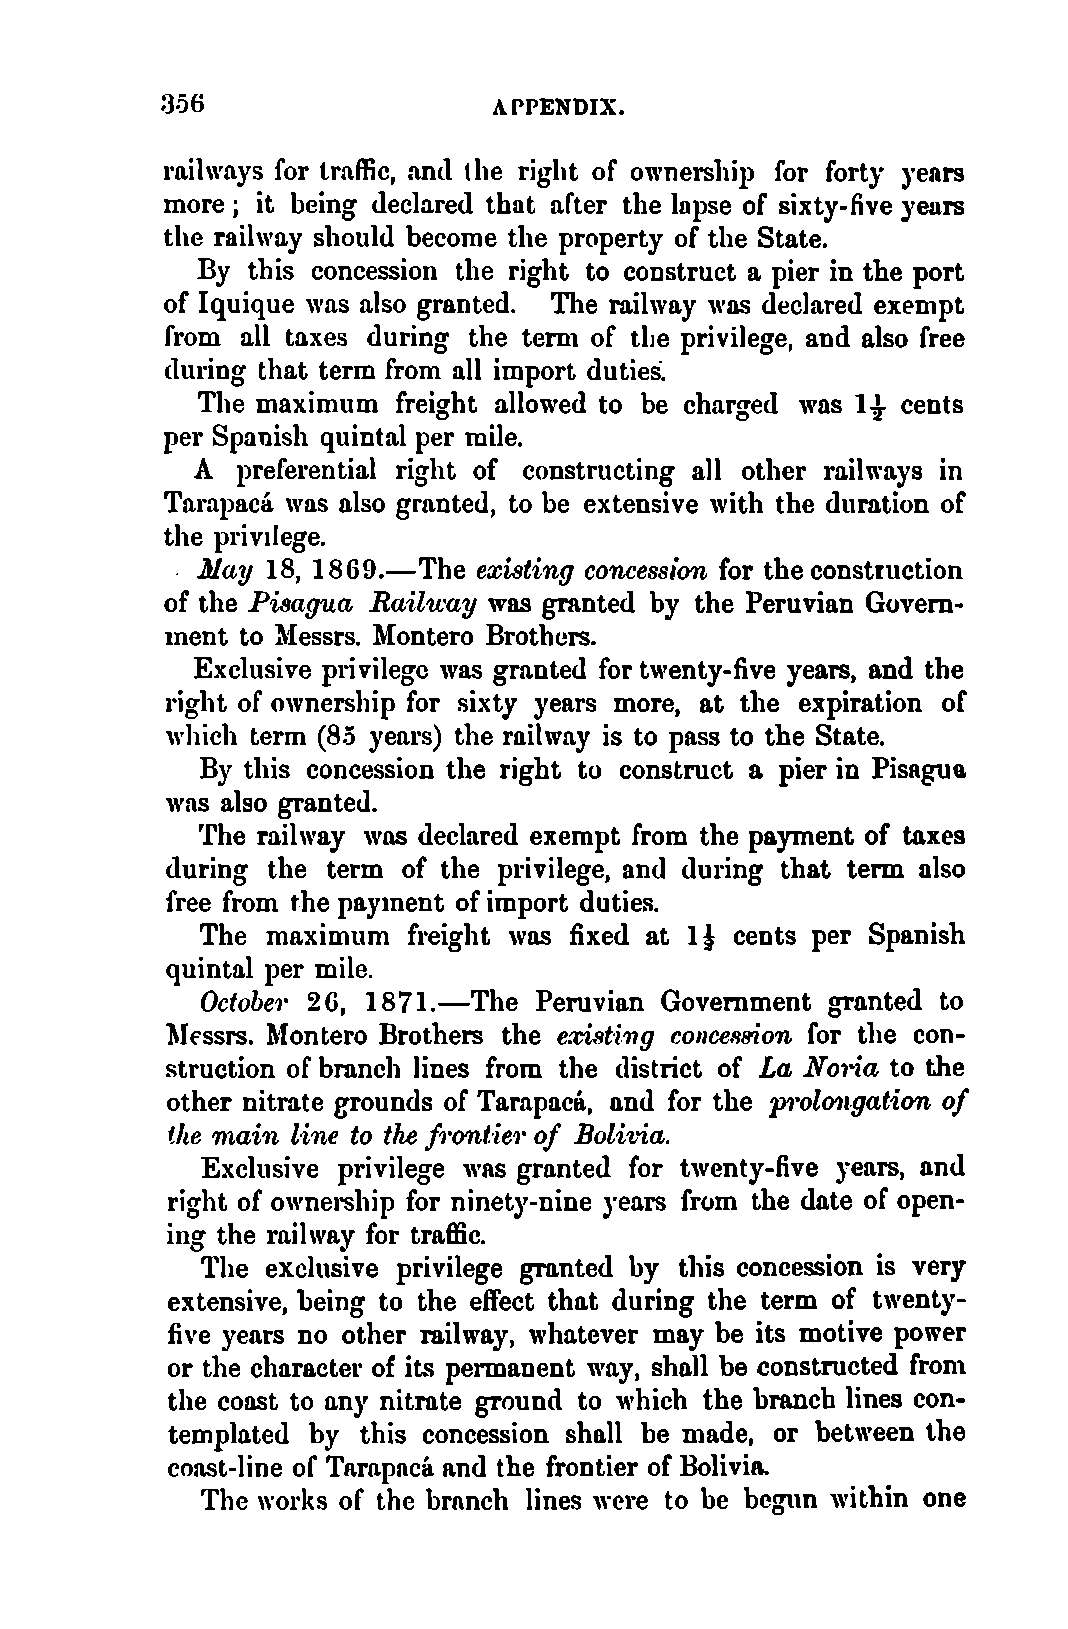 356 APPENDIX.
railways for traffic, and the right of ownership for forty years
more; it being declared that after the lapse of sixty-five years
the railway should become the property of the State.
By this concession the right to construct a pier in the port
of Iquique was also granted. The railway was declared exempt
from all taxes during the term of the privilege, and also free
during that term from all import duties.
The maximum freight allowed to be charged was 1½ cents
per Spanish quintal per mile.
A preferential right of constructing all other railways in
Tarapacá was also granted, to be extensive with the duration of
the privilege.
May 18, 1869.—The existing concession for the construction
of the Pisagua Railway was granted by the Peruvian Govern-
ment to Messrs. Montero Brothers.
Exclusive privilege was granted for twenty-five years, and the
right of ownership for sixty years more, at the expiration of
which term (85 years) the railway is to pass to the State.
By this concession the right to construct a pier in Pisagua
was also granted.
The railway was declared exempt from the payment of taxes
during the term of the privilege, and during that term also
free from the payment of import duties.
The maximum freight was fixed at 1½ cents per Spanish
quintal per mile.
October 26, 1871.—The Peruvian Government granted to
Messrs. Montero Brothers the existing concession for the con-
struction of branch lines from the district of La Noria to the
other nitrate grounds of Tarapacá, and for the prolongation of
the main line to the frontier of Bolivia.
Exclusive privilege was granted for twenty-five years, and
right of ownership for ninety-nine years from the date of open-
ing the railway for traffic.
The exclusive privilege granted by this concession is very
extensive, being to the effect that during the term of twenty-
five years no other railway, whatever may be its motive power
or the character of its permanent way, shall be constructed from
the coast to any nitrate ground to which the branch lines con-
templated by this concession shall be made, or between the
coast-line of Tarapacá and the frontier of Bolivia.
The works of the branch lines were to be begun within one